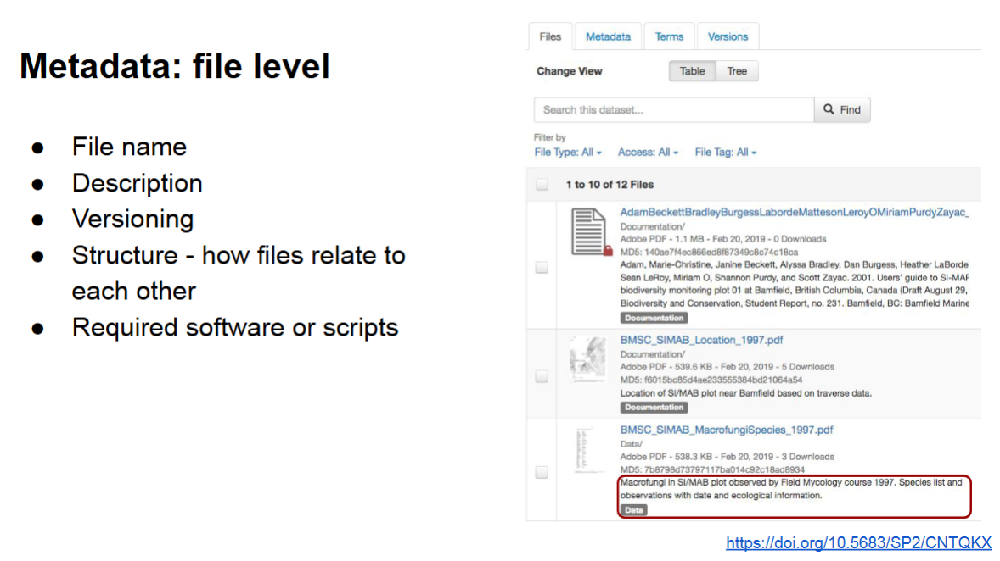 Metadata: file level
● File name
● Description
● Versioning
● Structure - how files relate to
each other
● Required software or scripts
Files Metadata Terms Versions
Change View Table Tree
Search this dataset... Find
Filter by
File Type: All Access: All File Tag: All
1 to 10 of 12 Files
AdamBeckettBradleyBurgessLabordeMattesonLeroyOMiriamPurdyZayac_
Documentation/
Adobe PDF - 1.1 MB - Feb 20, 2019 - 0 Downloads
MD5: 140ae7f4ec866ed8f87349c8c74c18ca
Adam, Marie-Christine, Janine Beckett, Alyssa Bradley, Dan Burgess, Heather LaBorde
Sean LeRoy, Miriam O, Shannon Purdy, and Scott Zayac. 2001. Users' guide to SI-MAF
biodiversity monitoring plot 01 at Bamfield, British Columbia, Canada (Draft August 29,
Biodiversity and Conservation, Student Report, no. 231. Bamfield, BC: Bamfield Marine
Documentation
BMSC_SIMAB_Location_1997.pdf
Documentation/
Adobe PDF - 539.6 KB - Feb 20, 2019 - 5 Downloads
MD5: f6015bc85d4ae233555384bd21064a54
Location of SI/MAB plot near Bamfield based on traverse data.
Documentation
BMSC_SIMAB_MacrofungiSpecies_1997.pdf
Data/
Adobe PDF - 538.3 KB - Feb 20, 2019 - 3 Downloads
MD5: 7b8798d73797117ba014c92c18ad8934
Macrofungi in SI/MAB plot observed by Field Mycology course 1997. Species list and
observations with date and ecological information.
Data
https://doi.org/10.5683/SP2/CNTQKX